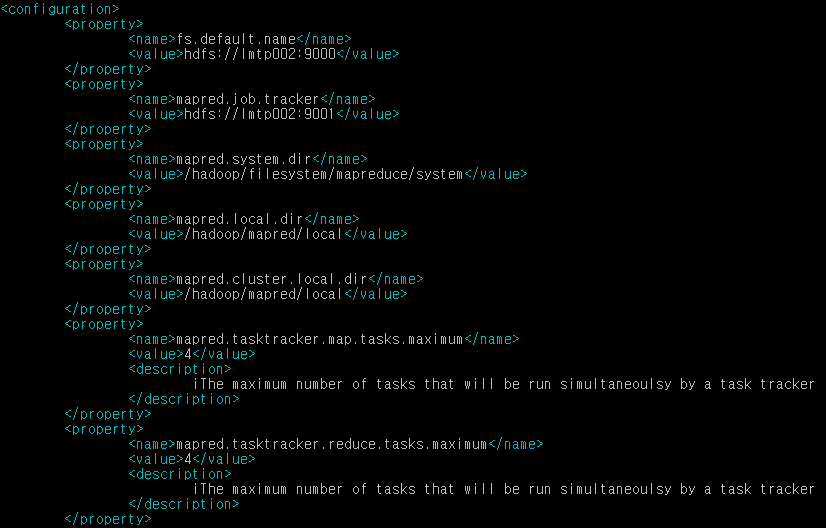 <configuration>
<property>
<name>fs.default.name</name>
<value>hdfs://lmtp002:9000</value>
</property>
<property>
<name>mapred.job.tracker</name>
<value>hdfs://lmtp002:9001</value>
</property>
<property>
<name>mapred.system.dir</name>
<value>/hadoop/filesystem/mapreduce/system</value>
</property>
<property>
<name>mapred.local.dir</name>
<value>/hadoop/mapred/local</value>
</property>
<property>
<name>mapred.cluster.local.dir</name>
<value>/hadoop/mapred/local</value>
</property>
<property>
<name>mapred.tasktracker.map.tasks.maximum</name>
<value>4</value>
<description>
iThe maximum number of tasks that will be run simultaneoulsy by a task tracker
</description>
</property>
<property>
<name>mapred.tasktracker.reduce.tasks.maximum</name>
<value>4</value>
<description>
iThe maximum number of tasks that will be run simultaneoulsy by a task tracker
</description>
</property>